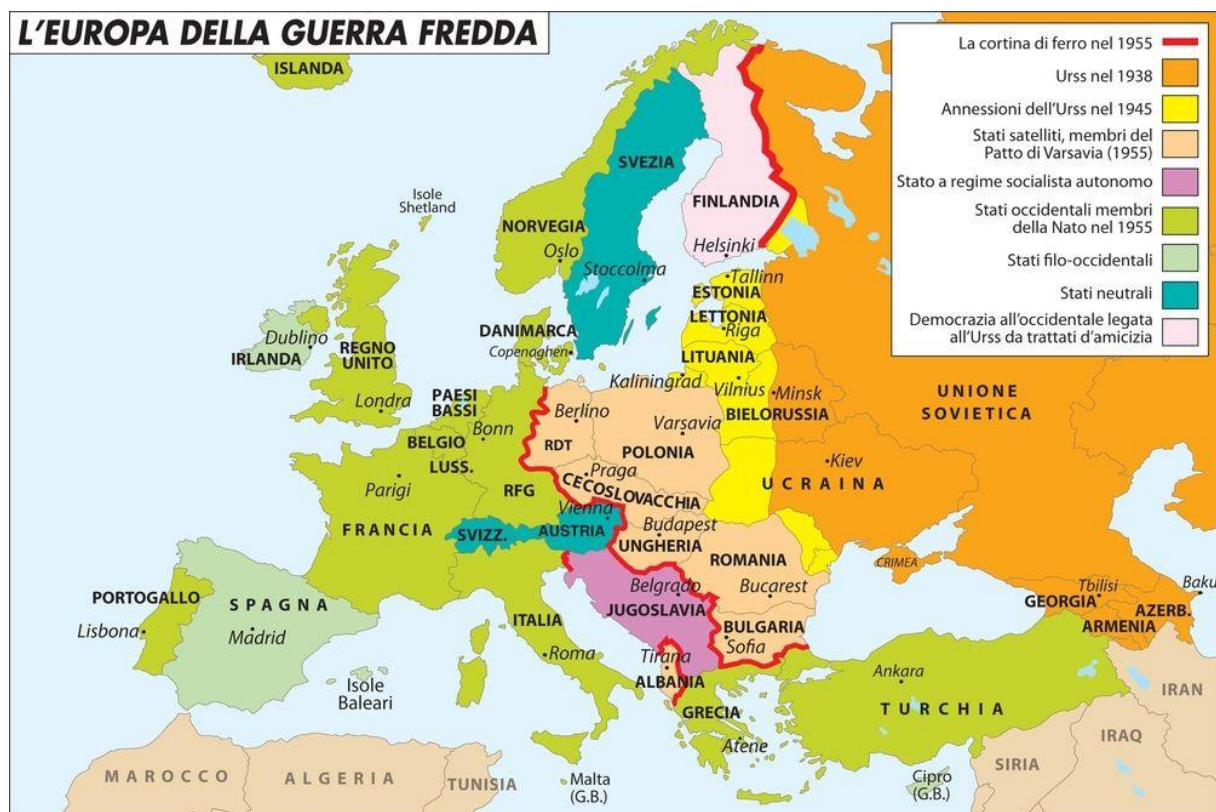 L'EUROPA DELLA GUERRA FREDDA
La cortina di ferro nel 1955
Urss nel 1938
Annessioni dell'Urss nel 1945
Stati satelliti, membri del
Patto di Varsavia (1955)
Stato a regime socialista autonomo
Stati occidentali membri
della Nato nel 1955
Stati filo-occidentali
Stati neutrali
Democrazia all'occidentale legata
all'Urss da trattati d'amicizia
ISLANDA
SVEZIA
Isole
Shetland
FINLANDIA
NORVEGIA
Oslo
Helsinki
Stoccolma
Tallinn
ESTONIA
LETTONIA
Riga
DANIMARCA
Copenaghen
Dublino
IRLANDA
REGNO
UNITO
LITUANIA
Kaliningrad
Vilnius
Minsk
BIELORUSSIA
UNIONE
SOVIETICA
PAESI
BASSI
Londra
Berlino
Varsavia
BELGIO
Bonn
RDT
POLONIA
LUSS.
Praga
Kiev
UCRAINA
Parigi
RFG
CECOSLOVACCHIA
Vienna
FRANCIA
SVIZZ.
AUSTRIA
Budapest
UNGHERIA
ROMANIA
CRIMEA
Belgrado
Bucarest
JUGOSLAVIA
Tbilisi
Baku
GEORGIA
AZERB.
ARMENIA
PORTOGALLO
SPAGNA
Lisbona
Madrid
ITALIA
Roma
BULGARIA
Sofia
Tirana
ALBANIA
Isole
Baleari
GRECIA
Atene
Ankara
TURCHIA
IRAN
IRAQ
SIRIA
Cipro
(G.B.)
MAROCCO
ALGERIA
TUNISIA
Malta
(G.B.)